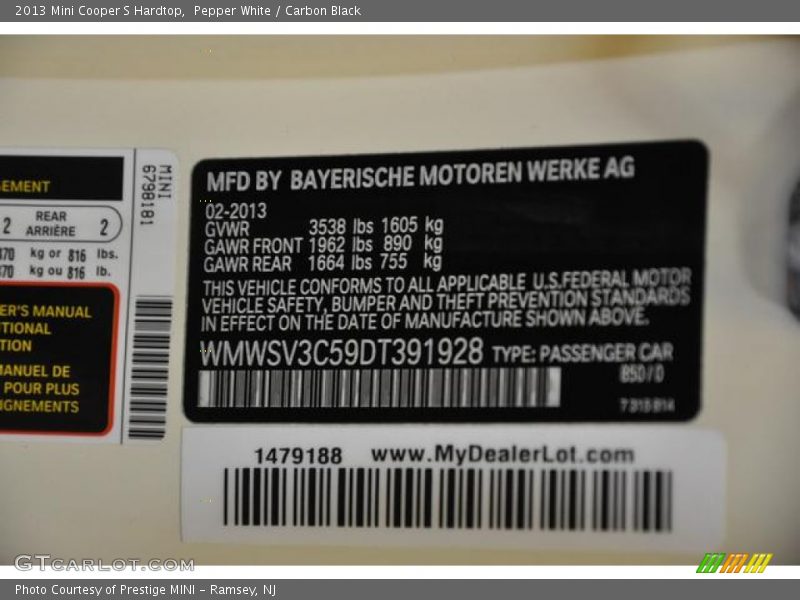 2013 Mini Cooper S Hardtop, Pepper White / Carbon Black
EMENT
2 REAR ARRIÈRE 2
370 kg or 816 lbs.
370 kg ou 816 lb.
ER'S MANUAL
TIONAL
TION
MANUEL DE
POUR PLUS
IGNEMENTS
MINI
6798181
MFD BY BAYERISCHE MOTOREN WERKE AG
02-2013
GVWR 3538 lbs 1605 kg
GAWR FRONT 1962 lbs 890 kg
GAWR REAR 1664 lbs 755 kg
THIS VEHICLE CONFORMS TO ALL APPLICABLE U.S.FEDERAL MOTOR
VEHICLE SAFETY, BUMPER AND THEFT PREVENTION STANDARDS
IN EFFECT ON THE DATE OF MANUFACTURE SHOWN ABOVE.
WMWSV3C59DT391928 TYPE: PASSENGER CAR
850/0
1479188 www.MyDealerLot.com
GTCARLOT.COM
Photo Courtesy of Prestige MINI - Ramsey, NJ